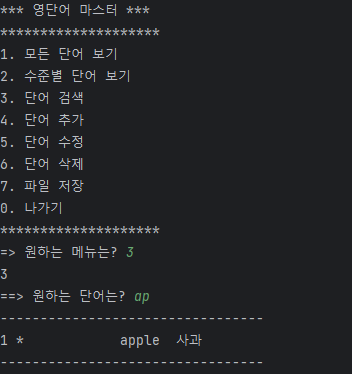 *** 영단어 마스터 ***
********************
1. 모든 단어 보기
2. 수준별 단어 보기
3. 단어 검색
4. 단어 추가
5. 단어 수정
6. 단어 삭제
7. 파일 저장
0. 나가기
********************
=> 원하는 메뉴는? 3
3
==> 원하는 단어는? ap
---------------------------------
1 *            apple  사과
---------------------------------